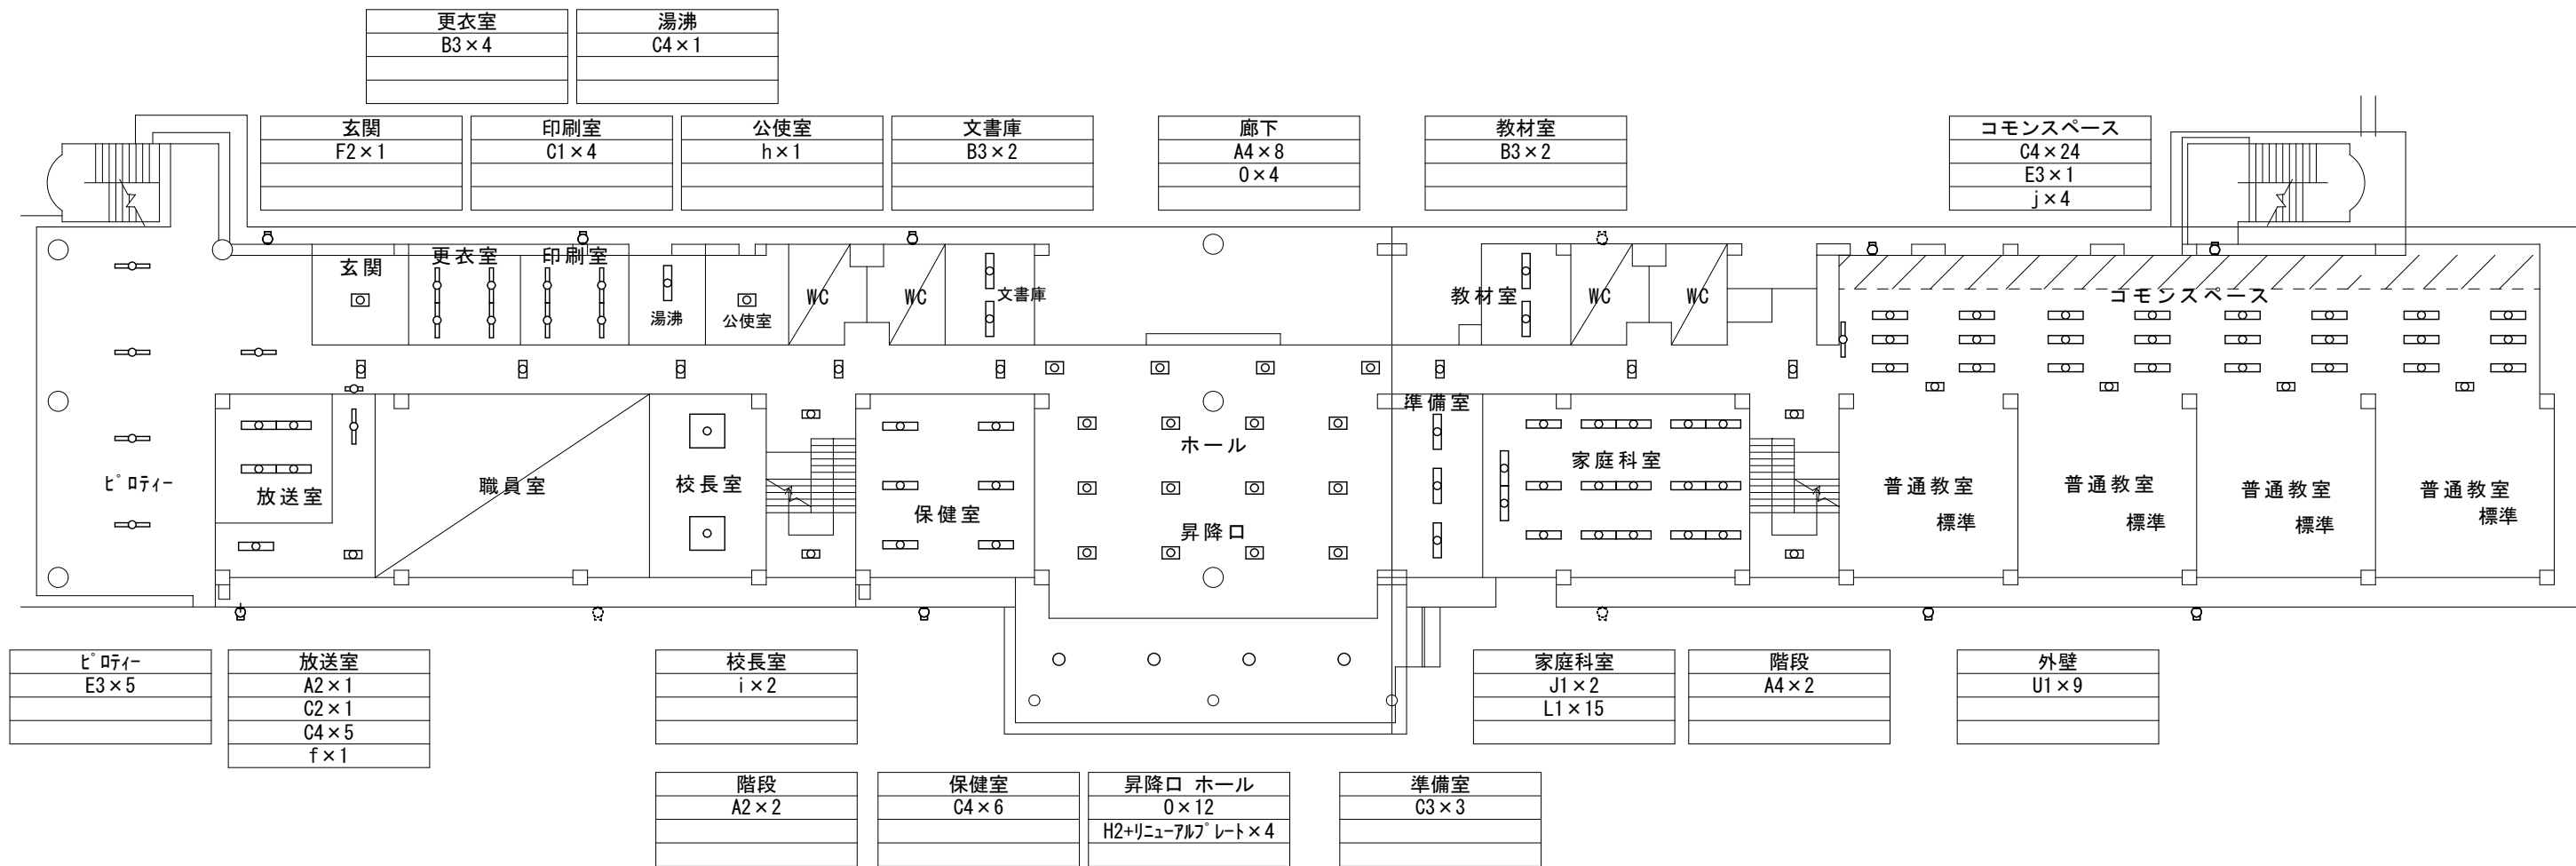 更衣室
B3×4
湯沸
C4×1
玄関
F2×1
印刷室
C1×4
公使室
h×1
文書庫
B3×2
廊下
A4×8
O×4
教材室
B3×2
コモンスペース
C4×24
E3×1
j×4
玄関
更衣室
印刷室
湯沸
公使室
WC
WC
文書庫
教材室
WC
WC
コモンスペース
ﾋﾟﾛﾃｨｰ
放送室
職員室
校長室
保健室
ホール
昇降口
準備室
家庭科室
普通教室
標準
普通教室
標準
普通教室
標準
普通教室
標準
ﾋﾟﾛﾃｨｰ
E3×5
放送室
A2×1
C2×1
C4×5
f×1
校長室
i×2
家庭科室
J1×2
L1×15
階段
A4×2
外壁
U1×9
階段
A2×2
保健室
C4×6
昇降口 ホール
O×12
H2+ﾘﾆｭｰｱﾙﾌﾟﾚｰﾄ×4
準備室
C3×3